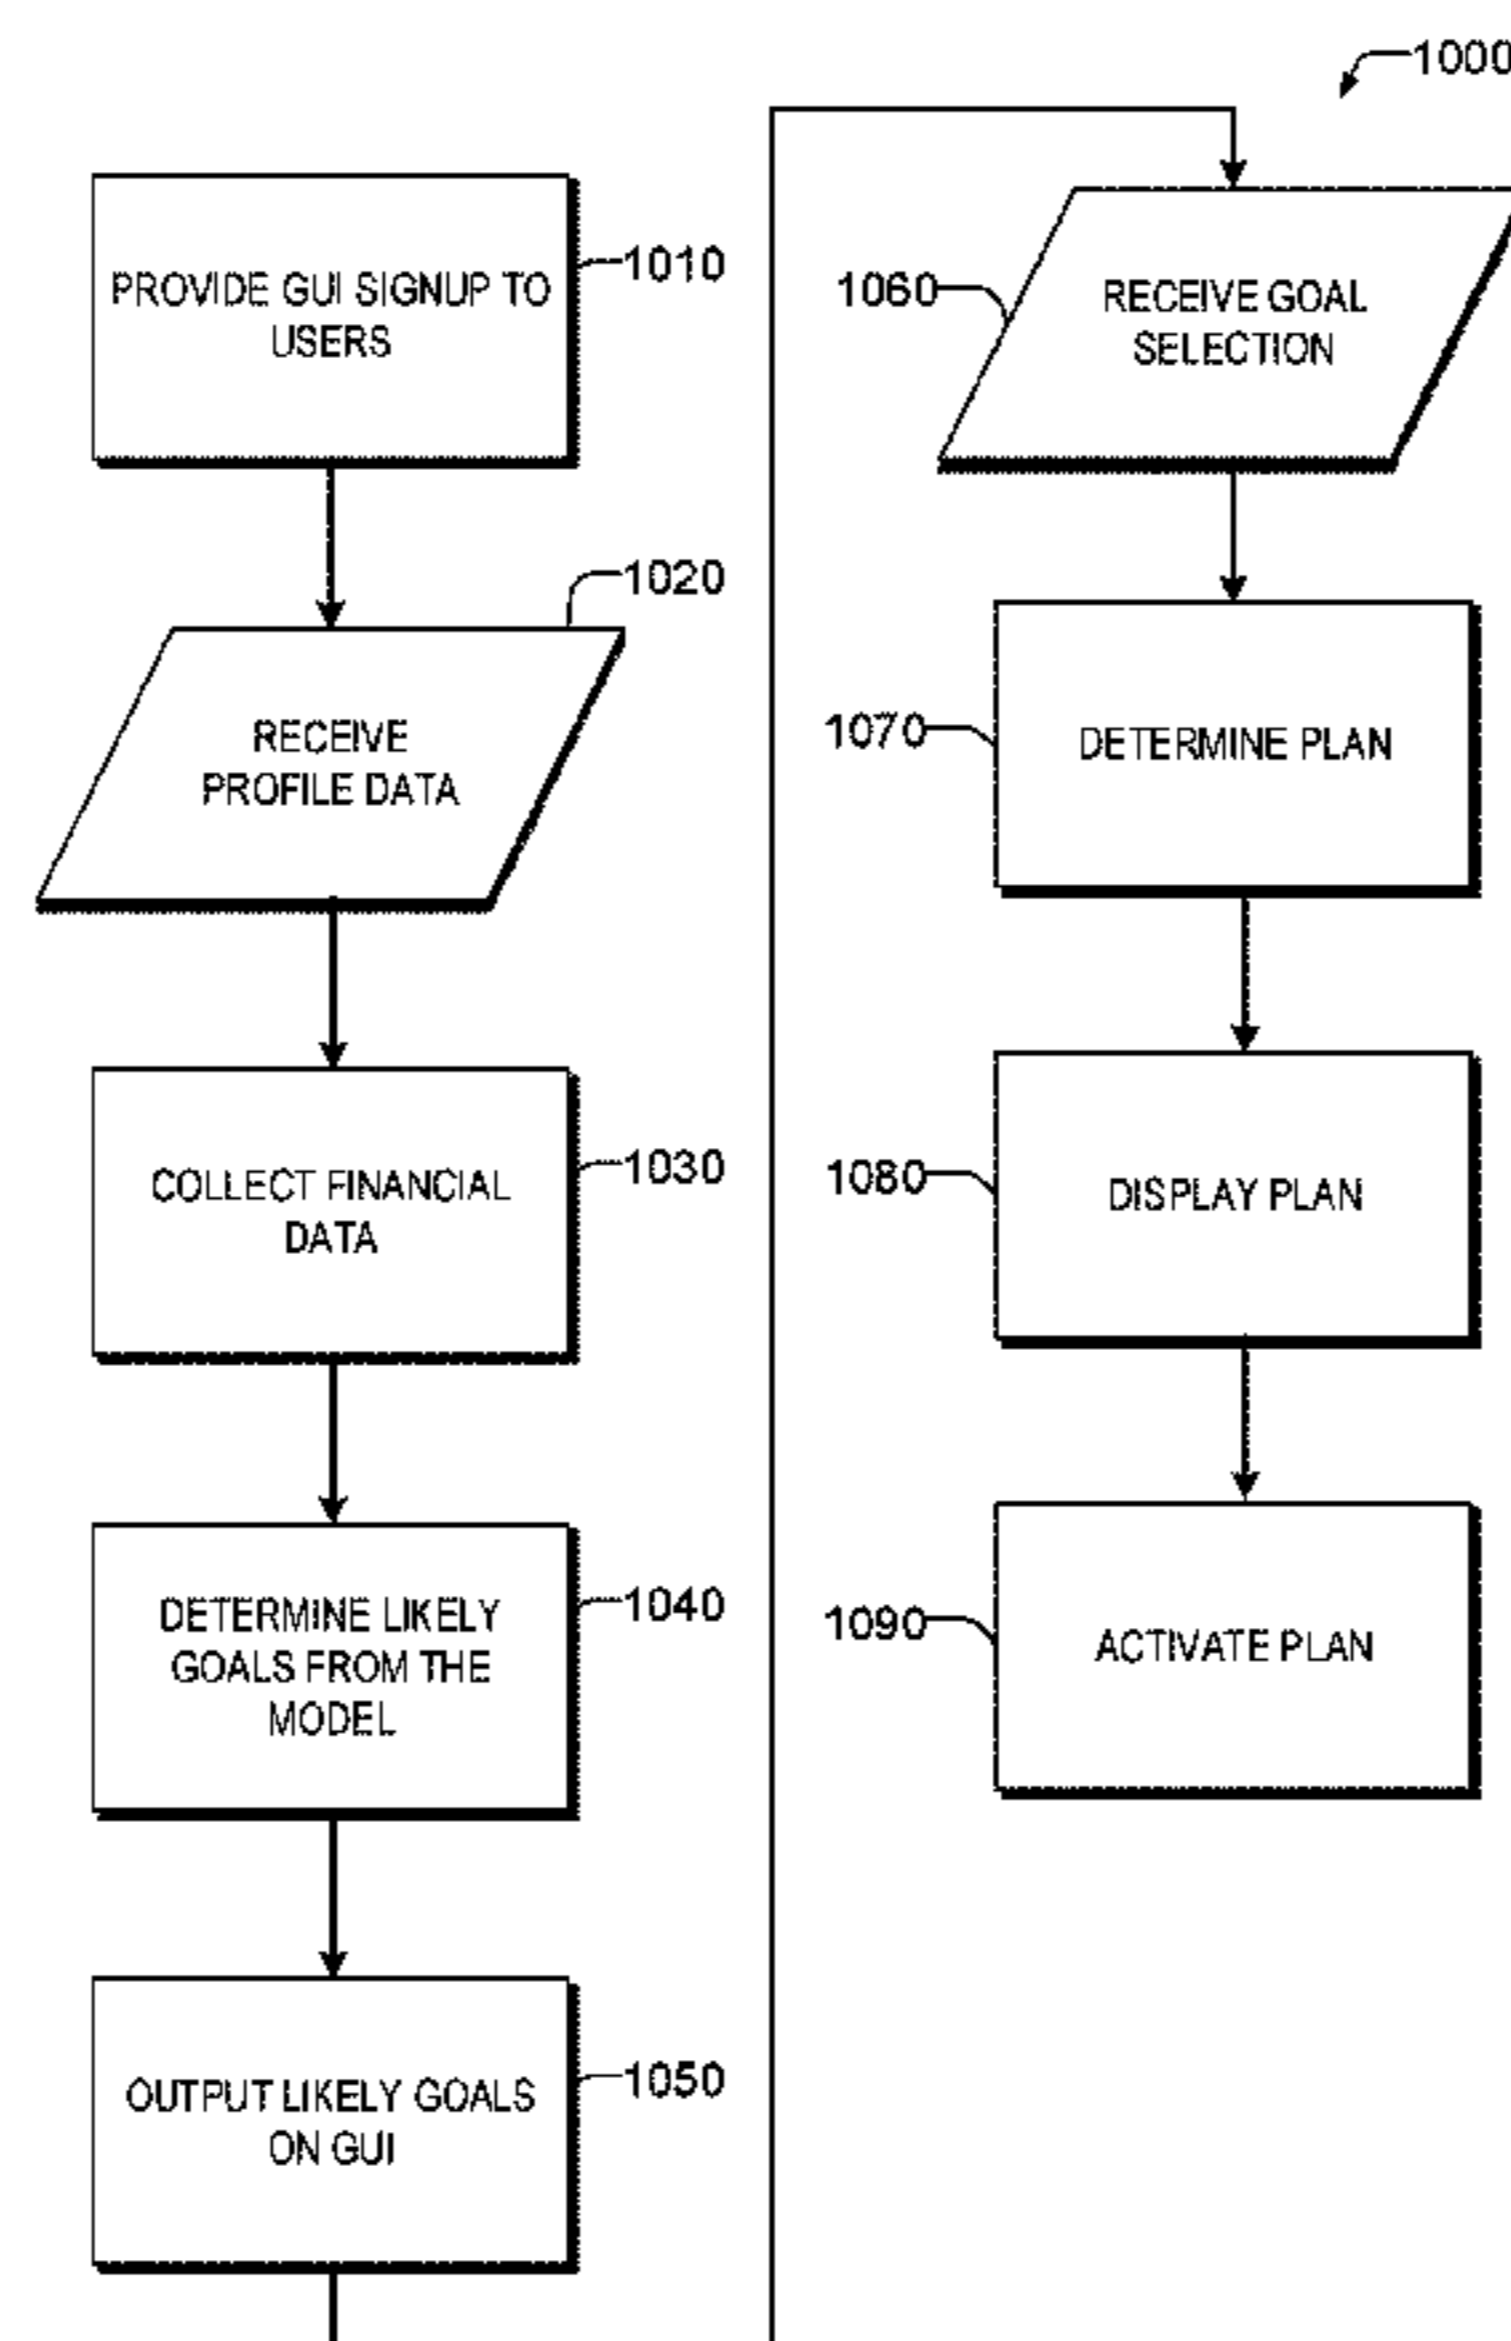 1000
PROVIDE GUI SIGNUP TO
USERS
1010
RECEIVE
PROFILE DATA
1020
COLLECT FINANCIAL
DATA
1030
DETERMINE LIKELY
GOALS FROM THE
MODEL
1040
OUTPUT LIKELY GOALS
ON GUI
1050
RECEIVE GOAL
SELECTION
1060
DETERMINE PLAN
1070
DISPLAY PLAN
1080
ACTIVATE PLAN
1090